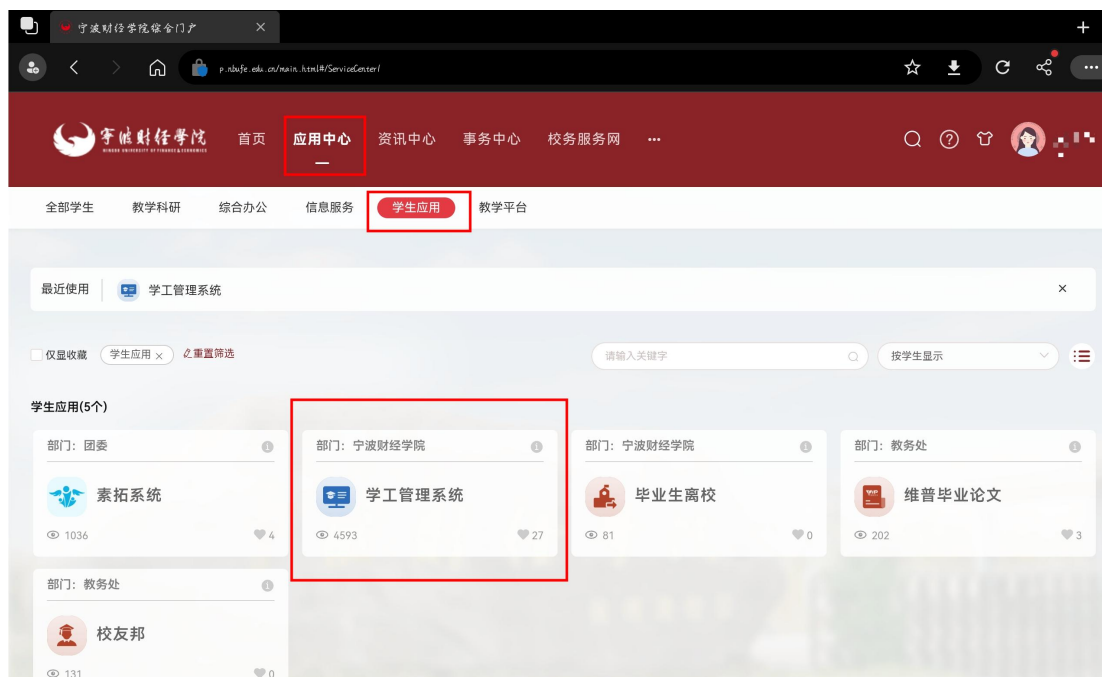 宁波财经学院综合门户
p.nbufe.edu.cn/main.html#/ServiceCenter/
宁波财经学院 首页 应用中心 资讯中心 事务中心 校务服务网 ···
NINGBO UNIVERSITY OF FINANCE & ECONOMICS
全部学生 教学科研 综合办公 信息服务 学生应用 教学平台
最近使用 学工管理系统 ×
仅显收藏 学生应用 × 重置筛选 请输入关键字 按学生显示
学生应用(5个)
部门：团委 部门：宁波财经学院 部门：宁波财经学院 部门：教务处
素拓系统 学工管理系统 毕业生离校 维普毕业论文
1036 4 4593 27 81 0 202 3
部门：教务处
校友邦
131 0